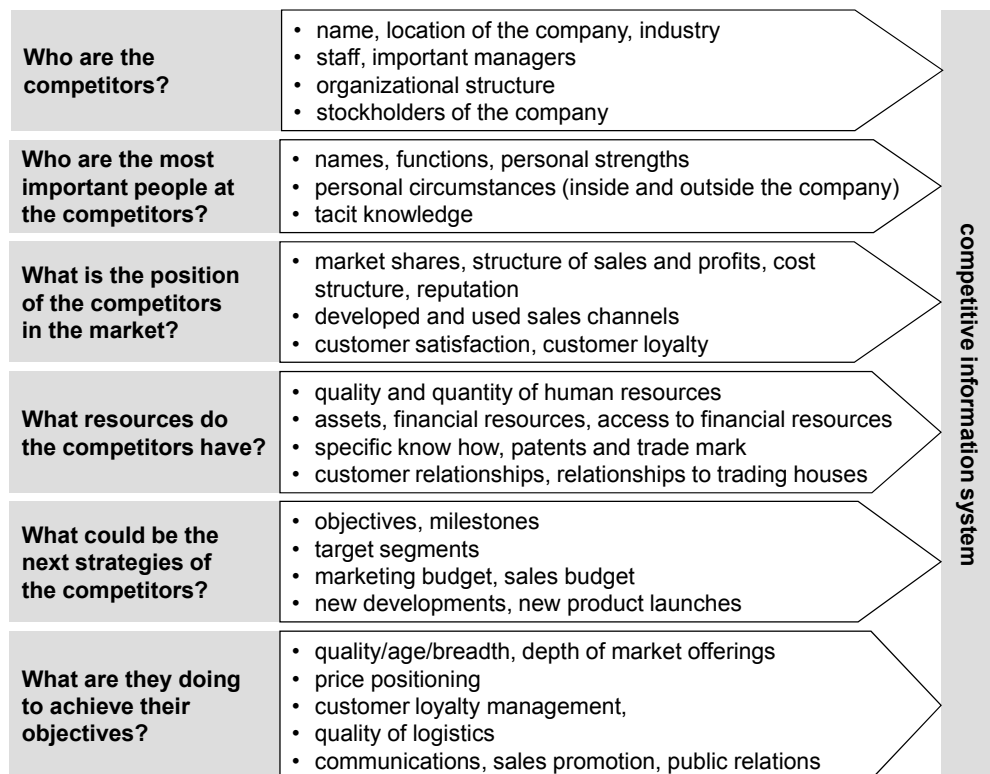 Who are the
competitors?
• name, location of the company, industry
• staff, important managers
• organizational structure
• stockholders of the company
Who are the most
important people at
the competitors?
• names, functions, personal strengths
• personal circumstances (inside and outside the company)
• tacit knowledge
What is the position
of the competitors
in the market?
• market shares, structure of sales and profits, cost
structure, reputation
• developed and used sales channels
• customer satisfaction, customer loyalty
What resources do
the competitors have?
• quality and quantity of human resources
• assets, financial resources, access to financial resources
• specific know how, patents and trade mark
• customer relationships, relationships to trading houses
What could be the
next strategies of
the competitors?
• objectives, milestones
• target segments
• marketing budget, sales budget
• new developments, new product launches
What are they doing
to achieve their
objectives?
• quality/age/breadth, depth of market offerings
• price positioning
• customer loyalty management,
• quality of logistics
• communications, sales promotion, public relations
competitive information system